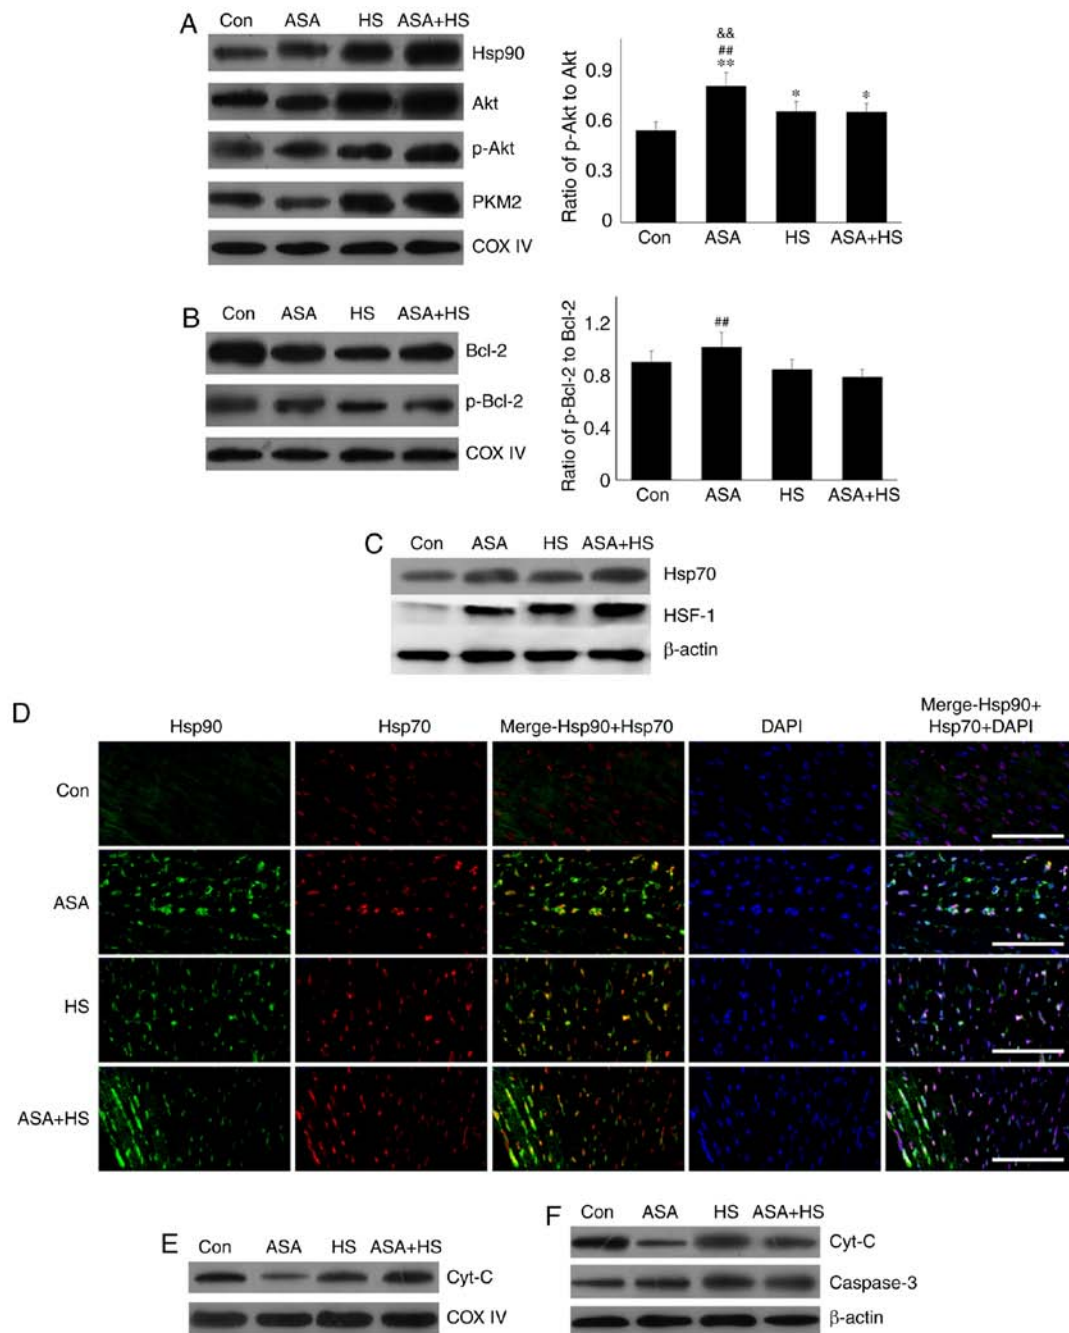 A
Con ASA HS ASA+HS
Hsp90
Akt
p-Akt
PKM2
COX IV
Ratio of p-Akt to Akt
0.9
0.6
0.3
0
&&
##
**
*
*
Con ASA HS ASA+HS
B
Con ASA HS ASA+HS
Bcl-2
p-Bcl-2
COX IV
Ratio of p-Bcl-2 to Bcl-2
1.2
0.8
0.4
0
##
Con ASA HS ASA+HS
C
Con ASA HS ASA+HS
Hsp70
HSF-1
β-actin
D
Hsp90 Hsp70 Merge-Hsp90+Hsp70 DAPI
Merge-Hsp90+
Hsp70+DAPI
Con
ASA
HS
ASA+HS
E
Con ASA HS ASA+HS
Cyt-C
COX IV
F
Con ASA HS ASA+HS
Cyt-C
Caspase-3
β-actin